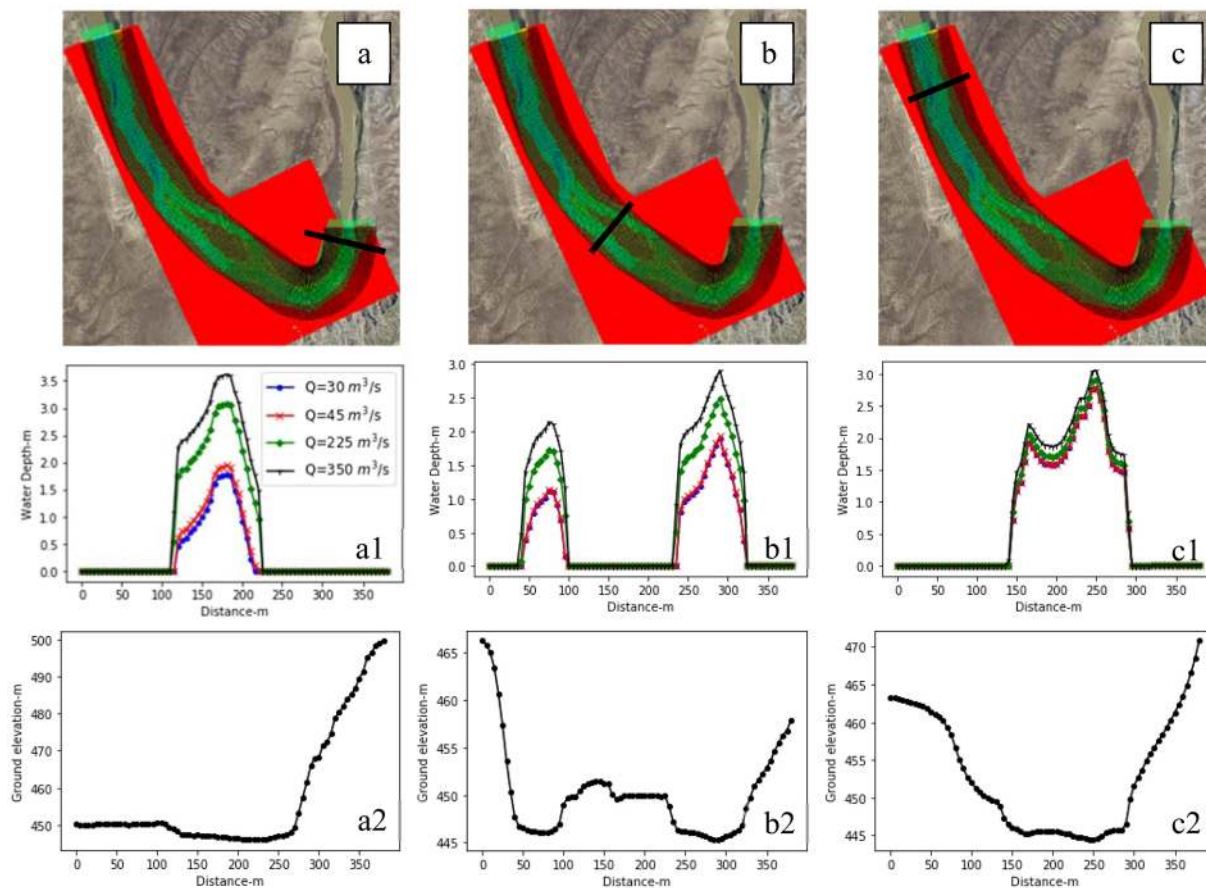 a
b
c
3.5
3.0
2.5
2.0
1.5
1.0
0.5
0.0
Water Depth-m
Q=30 m³/s
Q=45 m³/s
Q=225 m³/s
Q=350 m³/s
a1
0 50 100 150 200 250 300 350
Distance-m
3.0
2.5
2.0
1.5
1.0
0.5
0.0
Water Depth-m
b1
0 50 100 150 200 250 300 350
Distance-m
3.0
2.5
2.0
1.5
1.0
0.5
0.0
Water Depth-m
c1
0 50 100 150 200 250 300 350
Distance-m
500
490
480
470
460
450
Ground elevation-m
a2
0 50 100 150 200 250 300 350
Distance-m
465
460
455
450
445
Ground elevation-m
b2
0 50 100 150 200 250 300 350
Distance-m
470
465
460
455
450
445
Ground elevation-m
c2
0 50 100 150 200 250 300 350
Distance-m